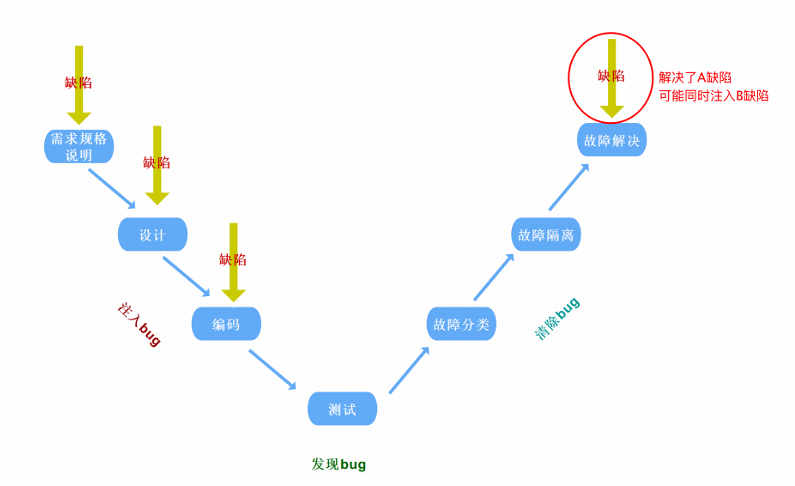 缺陷
需求规格
说明
缺陷
设计
缺陷
编码
注入bug
测试
发现bug
故障分类
清除bug
故障隔离
故障解决
缺陷
解决了A缺陷
可能同时注入B缺陷